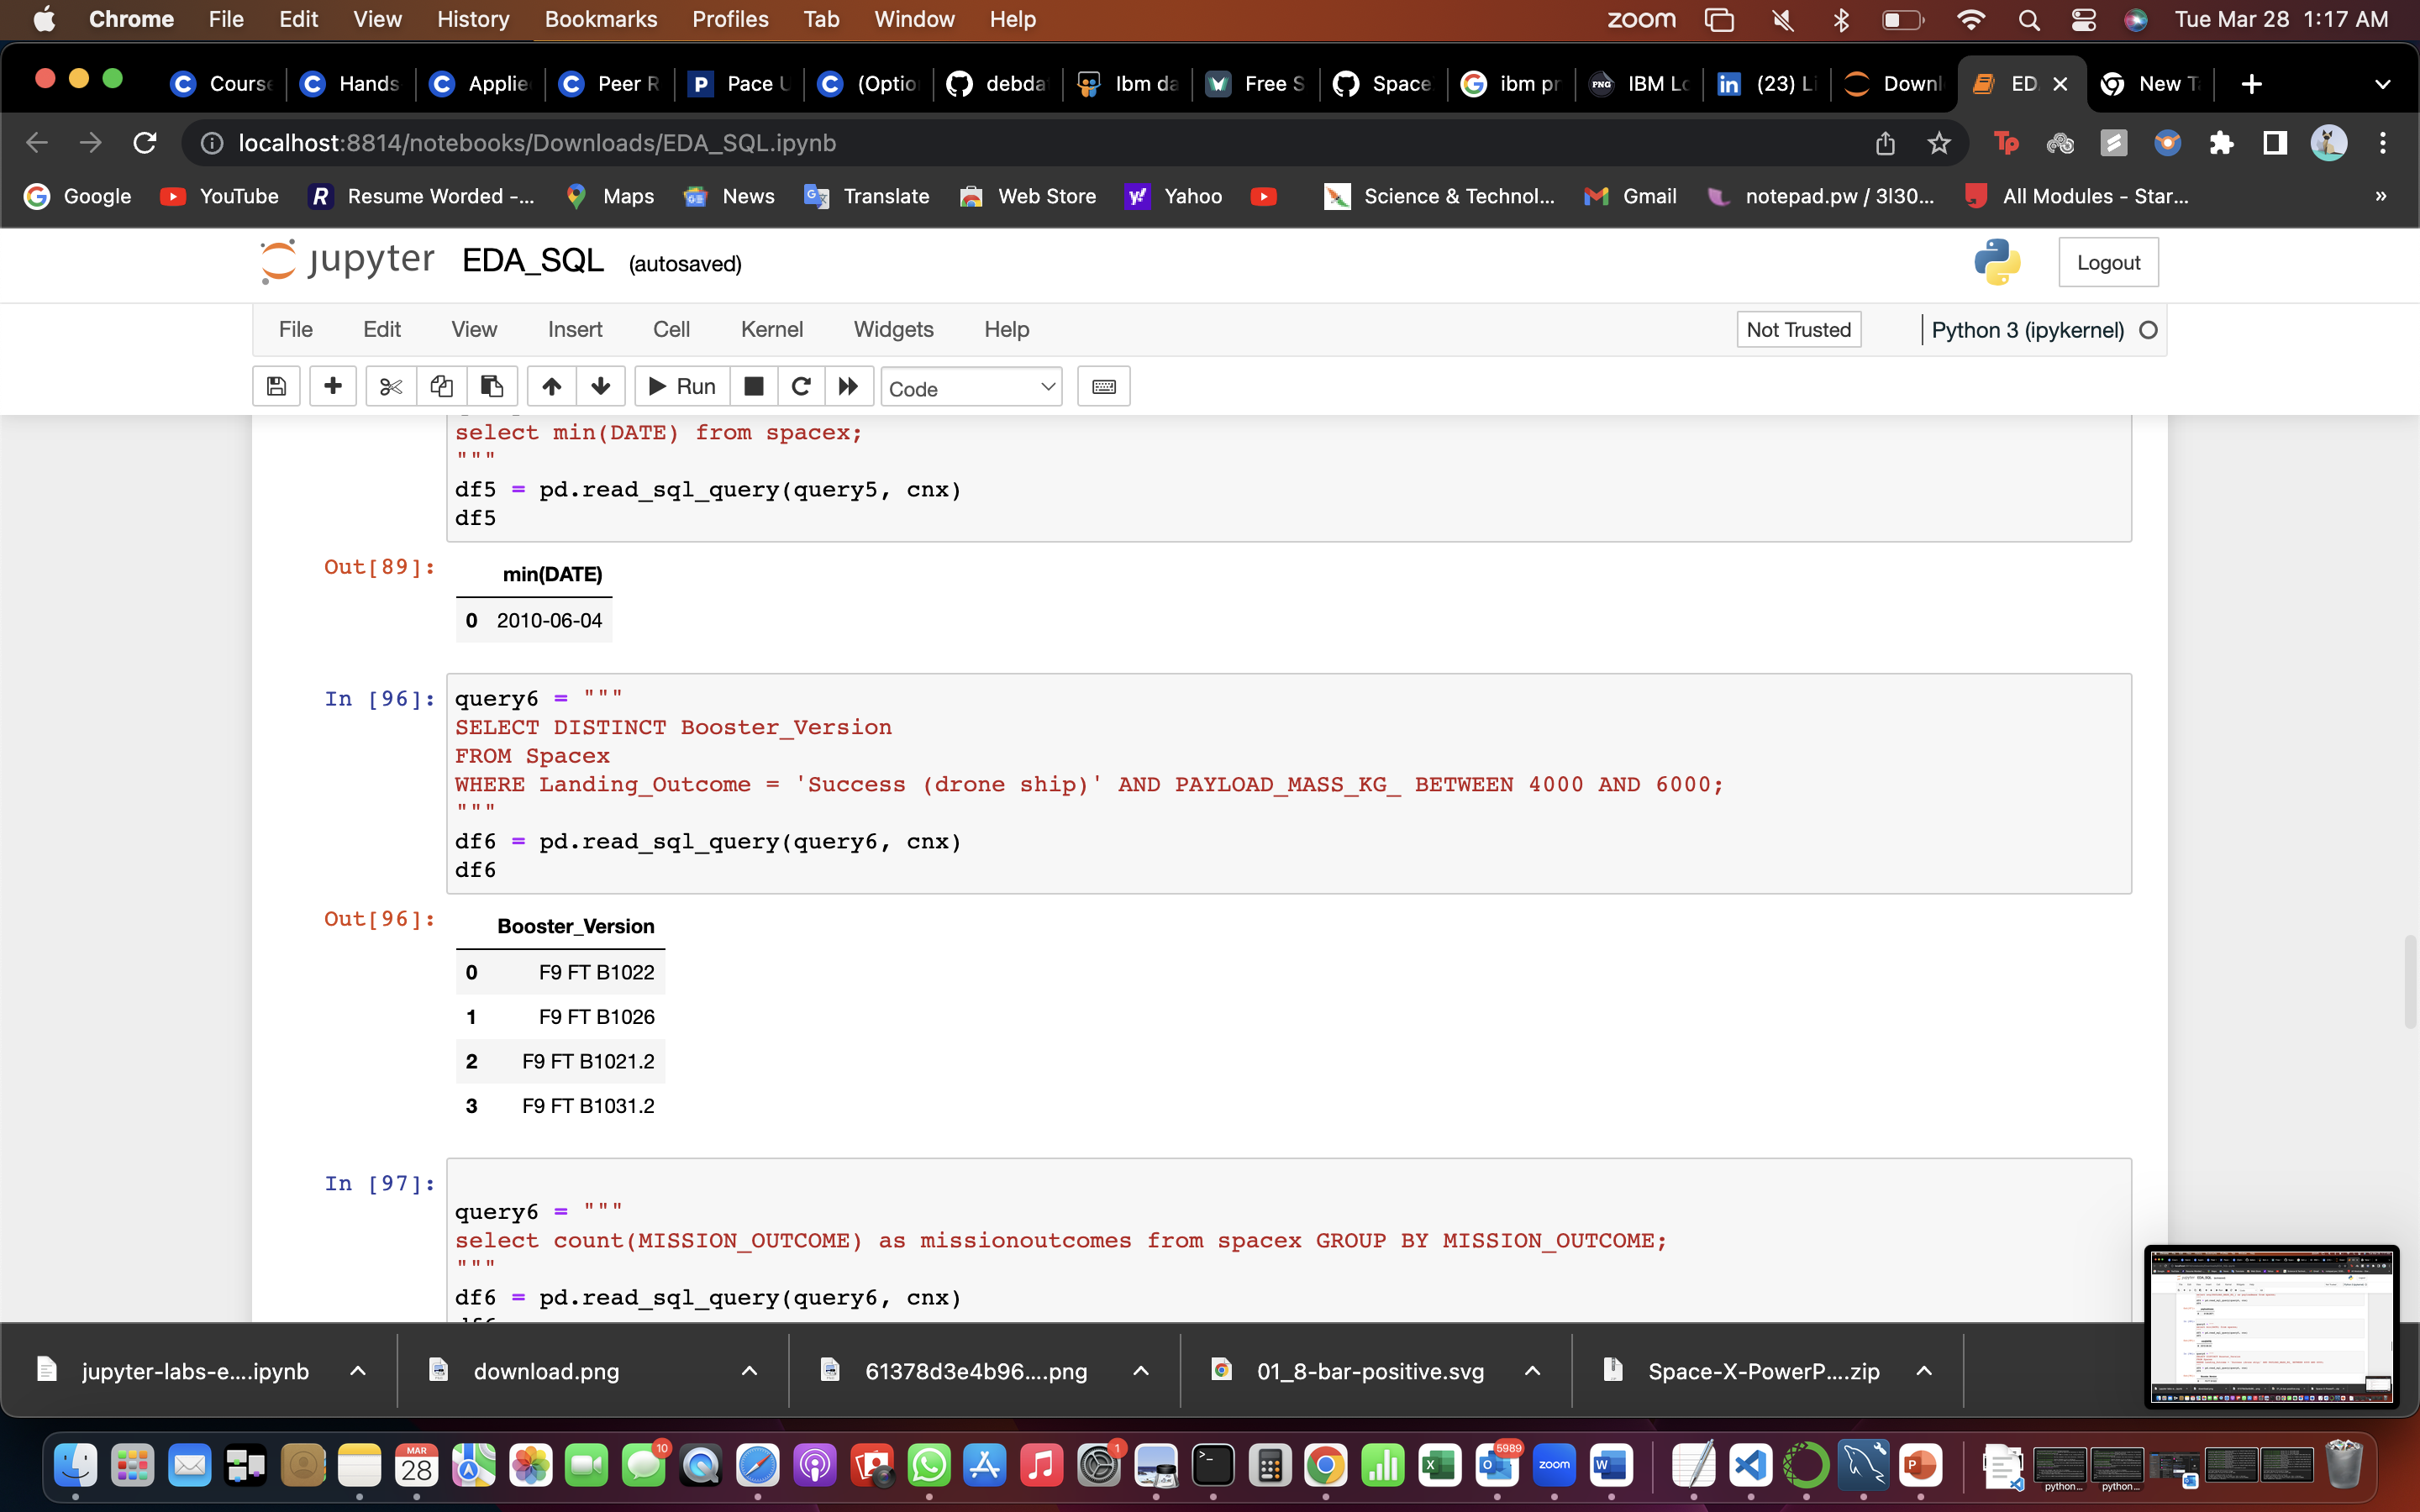 Chrome File Edit View History Bookmarks Profiles Tab Window Help zoom Tue Mar 28 1:17 AM
Course Hands Applie Peer R Pace U (Optio debda Ibm da Free S Space ibm pr IBM Lo (23) Li Downl ED New T
localhost:8814/notebooks/Downloads/EDA_SQL.ipynb
Google YouTube Resume Worded -... Maps News Translate Web Store Yahoo Science & Technol... Gmail notepad.pw / 3l30... All Modules - Star... »
jupyter EDA_SQL (autosaved) Logout
File Edit View Insert Cell Kernel Widgets Help Not Trusted Python 3 (ipykernel)
Run Code
select min(DATE) from spacex;
"""
df5 = pd.read_sql_query(query5, cnx)
df5
Out[89]:
min(DATE)
0 2010-06-04
In [96]: query6 = """
SELECT DISTINCT Booster_Version
FROM Spacex
WHERE Landing_Outcome = 'Success (drone ship)' AND PAYLOAD_MASS_KG_ BETWEEN 4000 AND 6000;
"""
df6 = pd.read_sql_query(query6, cnx)
df6
Out[96]:
Booster_Version
0 F9 FT B1022
1 F9 FT B1026
2 F9 FT B1021.2
3 F9 FT B1031.2
In [97]:
query6 = """
select count(MISSION_OUTCOME) as missionoutcomes from spacex GROUP BY MISSION_OUTCOME;
"""
df6 = pd.read_sql_query(query6, cnx)
jupyter-labs-e....ipynb download.png 61378d3e4b96....png 01_8-bar-positive.svg Space-X-PowerP....zip
MAR 28 10 1 5989 zoom python... python...